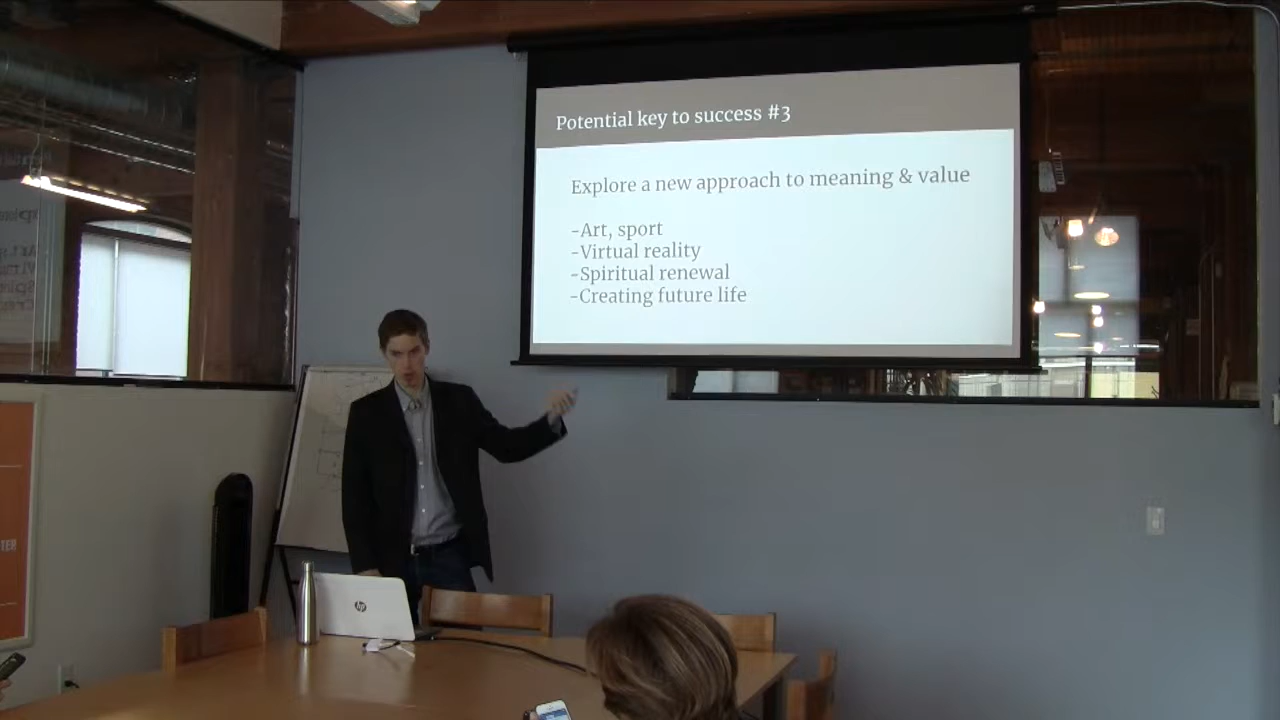 Potential key to success #3
Explore a new approach to meaning & value
-Art, sport
-Virtual reality
-Spiritual renewal
-Creating future life
hp